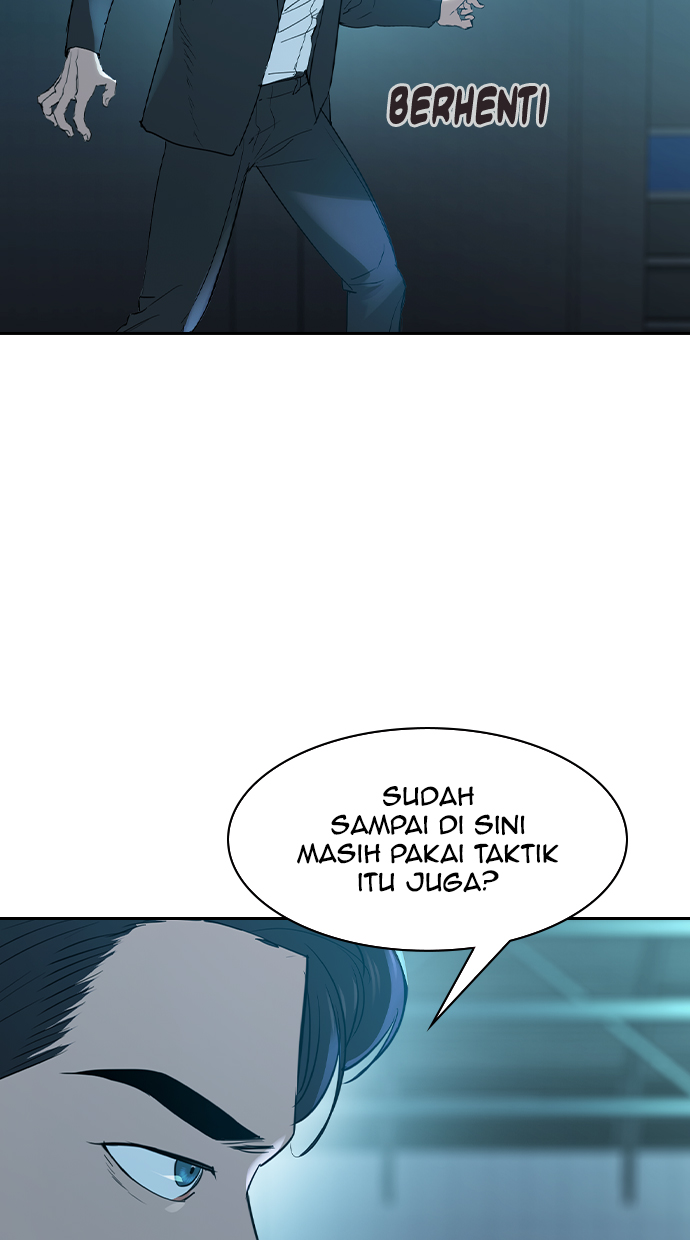 BERHENTI
SUDAH
SAMPAI DI SINI
MASIH PAKAI TAKTIK
ITU JUGA?